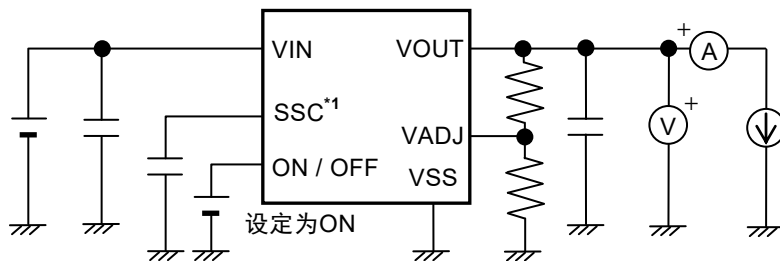 VIN
VOUT
A
SSC*1
V
VADJ
ON / OFF
VSS
设定为ON